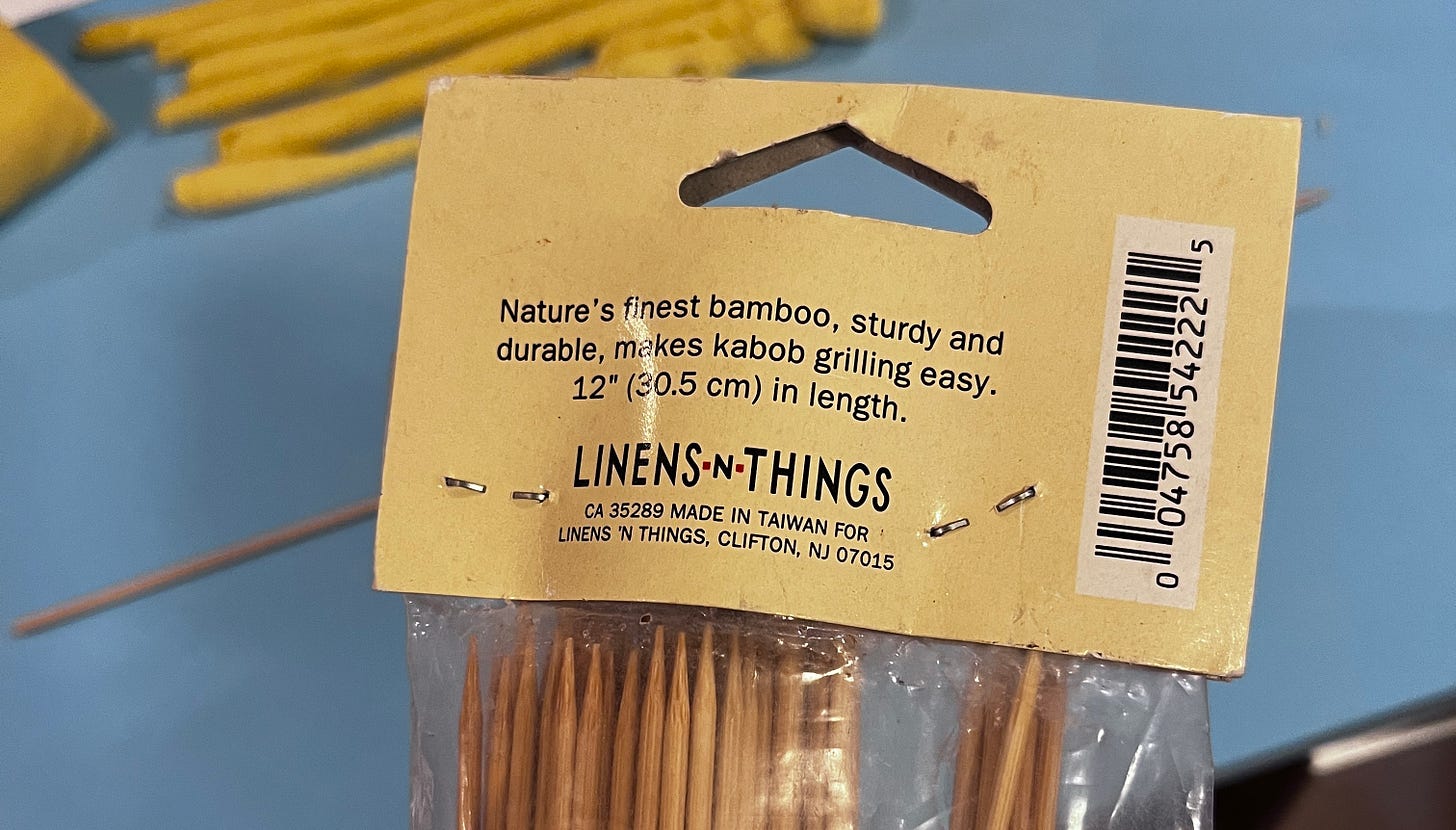 Nature's finest bamboo, sturdy and
durable, makes kabob grilling easy.
12" (30.5 cm) in length.
LINENS·N·THINGS
CA 35289 MADE IN TAIWAN FOR
LINENS 'N THINGS, CLIFTON, NJ 07015
0 04758 54222 5